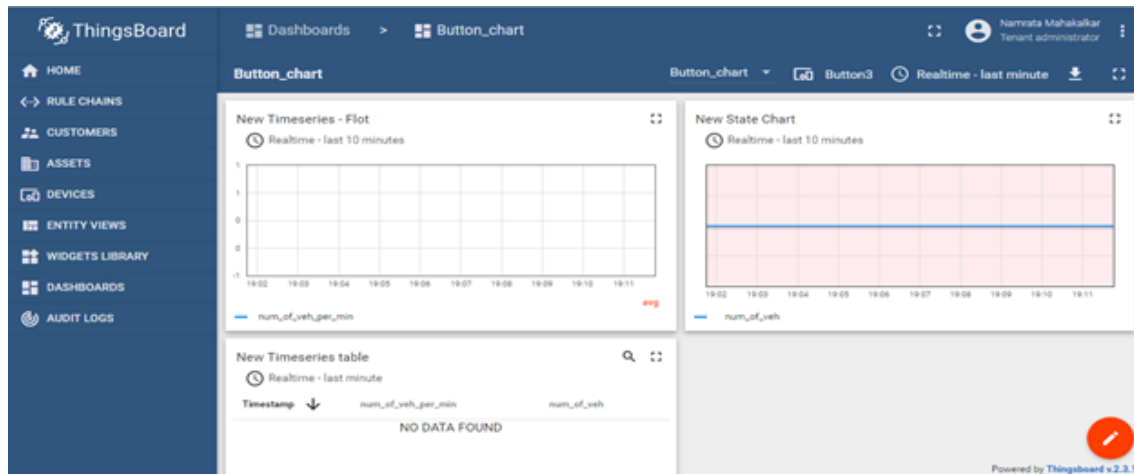 ThingsBoard
Dashboards > Button_chart
Namrata Mahakalkar
Tenant administrator
HOME
RULE CHAINS
CUSTOMERS
ASSETS
DEVICES
ENTITY VIEWS
WIDGETS LIBRARY
DASHBOARDS
AUDIT LOGS
Button_chart
Button_chart Button3 Realtime - last minute
New Timeseries - Flot
Realtime - last 10 minutes
1
1
0
0
-1
19:02 19:03 19:04 19:05 19:06 19:07 19:08 19:09 19:10 19:11
avg
num_of_veh_per_min
New State Chart
Realtime - last 10 minutes
19:02 19:03 19:04 19:05 19:06 19:07 19:08 19:09 19:10 19:11
num_of_veh
New Timeseries table
Realtime - last minute
Timestamp num_of_veh_per_min num_of_veh
NO DATA FOUND
Powered by Thingsboard